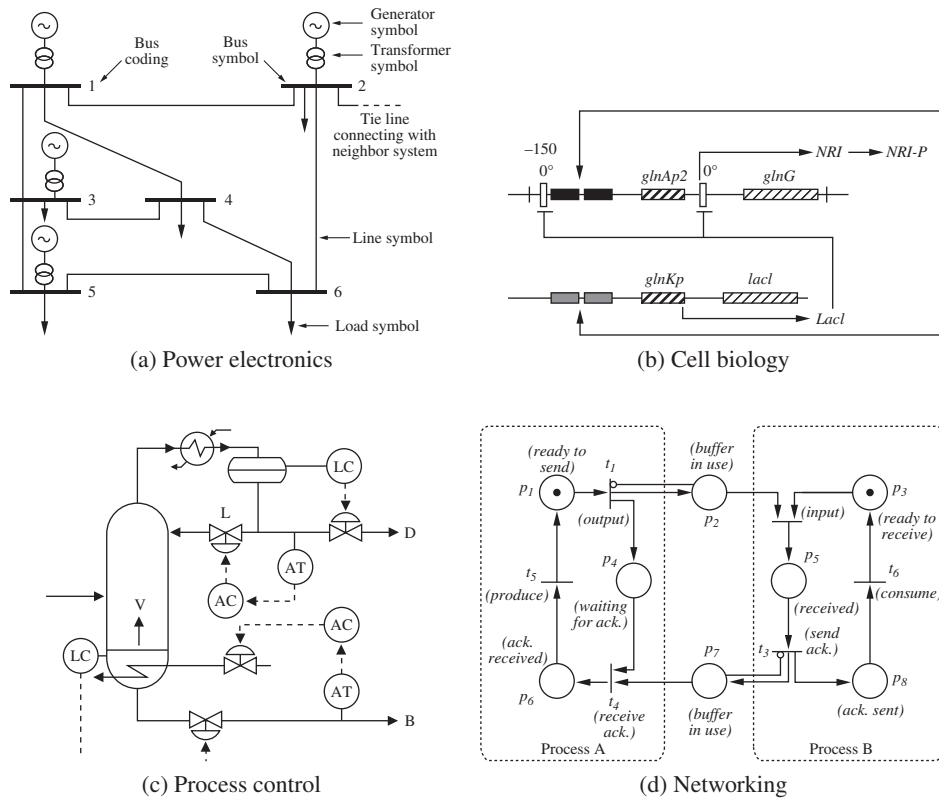 Generator symbol
Transformer symbol
Bus coding
Bus symbol
1
2
Tie line connecting with neighbor system
3
4
Line symbol
5
6
Load symbol
(a) Power electronics
–150
0°
glnAp2
0°
glnG
NRI
NRI-P
glnKp
lacl
Lacl
(b) Cell biology
LC
L
D
AT
AC
V
AC
LC
AT
B
(c) Process control
(ready to send)
p1
t1
(output)
(buffer in use)
p2
(input)
p3
(ready to receive)
p4
(waiting for ack.)
p5
(received)
t5
(produce)
t6
(consume)
(ack. received)
p6
t4
(receive ack.)
p7
(buffer in use)
t3
(send ack.)
p8
(ack. sent)
Process A
Process B
(d) Networking